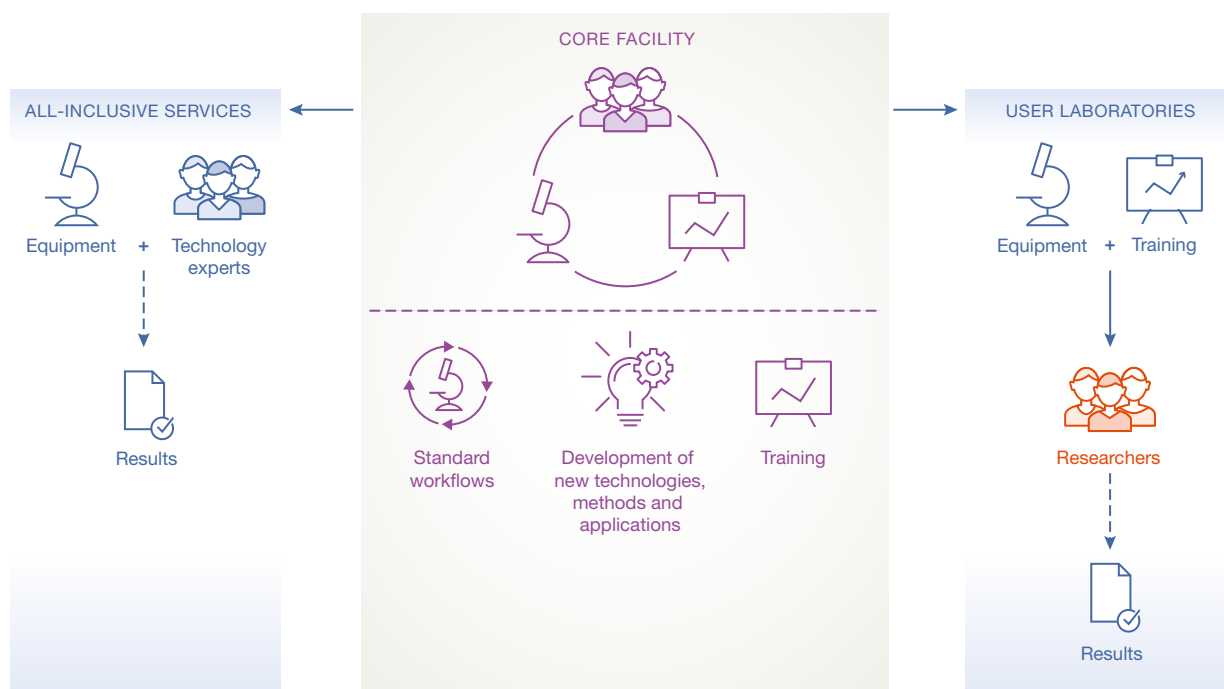 CORE FACILITY
ALL-INCLUSIVE SERVICES
Equipment + Technology
experts
Results
Standard
workflows
Development of
new technologies,
methods and
applications
Training
USER LABORATORIES
Equipment + Training
Researchers
Results